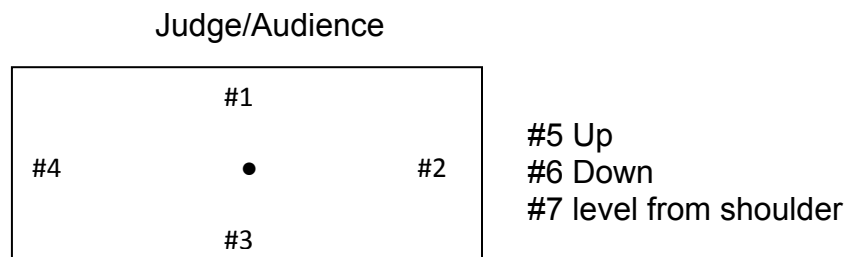 Judge/Audience
#1
#4 ● #2
#3
#5 Up
#6 Down
#7 level from shoulder